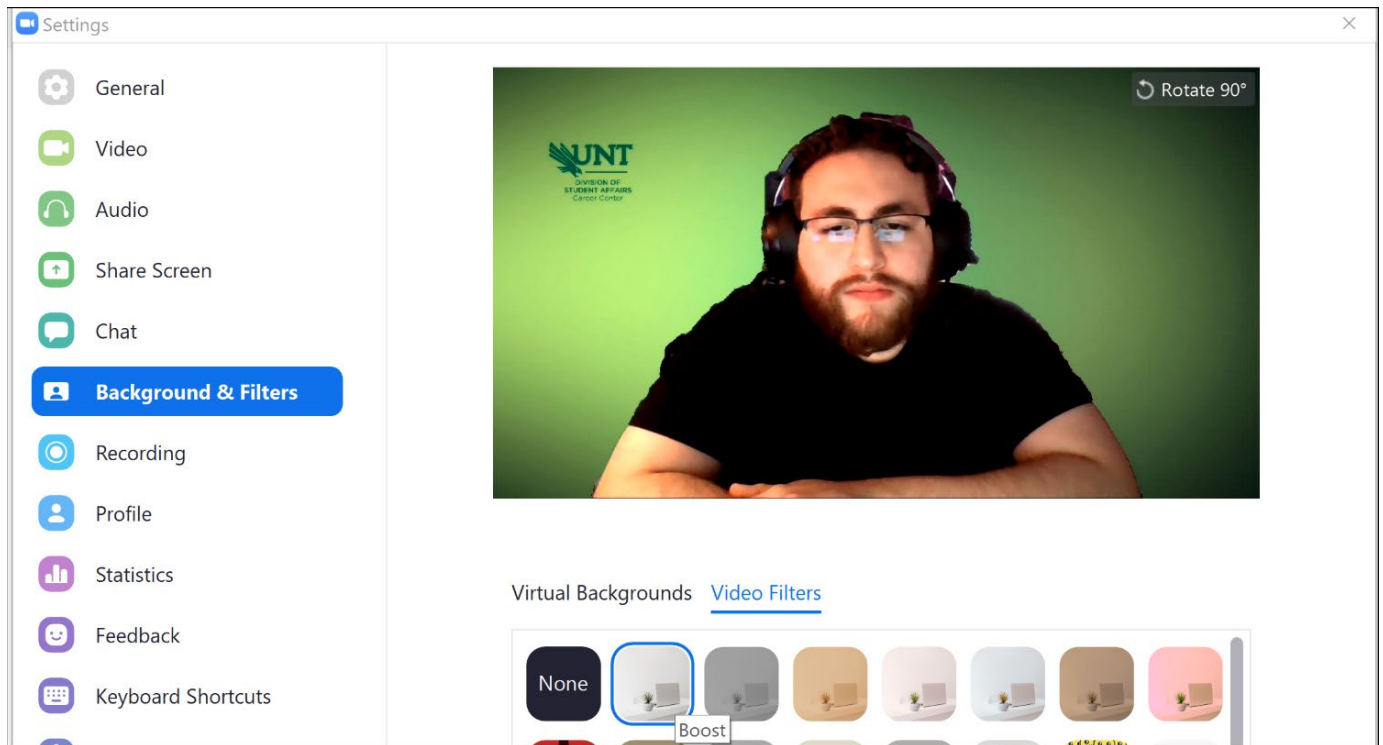 Settings
General
Video
Audio
Share Screen
Chat
Background & Filters
Recording
Profile
Statistics
Feedback
Keyboard Shortcuts
Rotate 90°
UNT
DIVISION OF
STUDENT AFFAIRS
Career Center
Virtual Backgrounds Video Filters
None
Boost